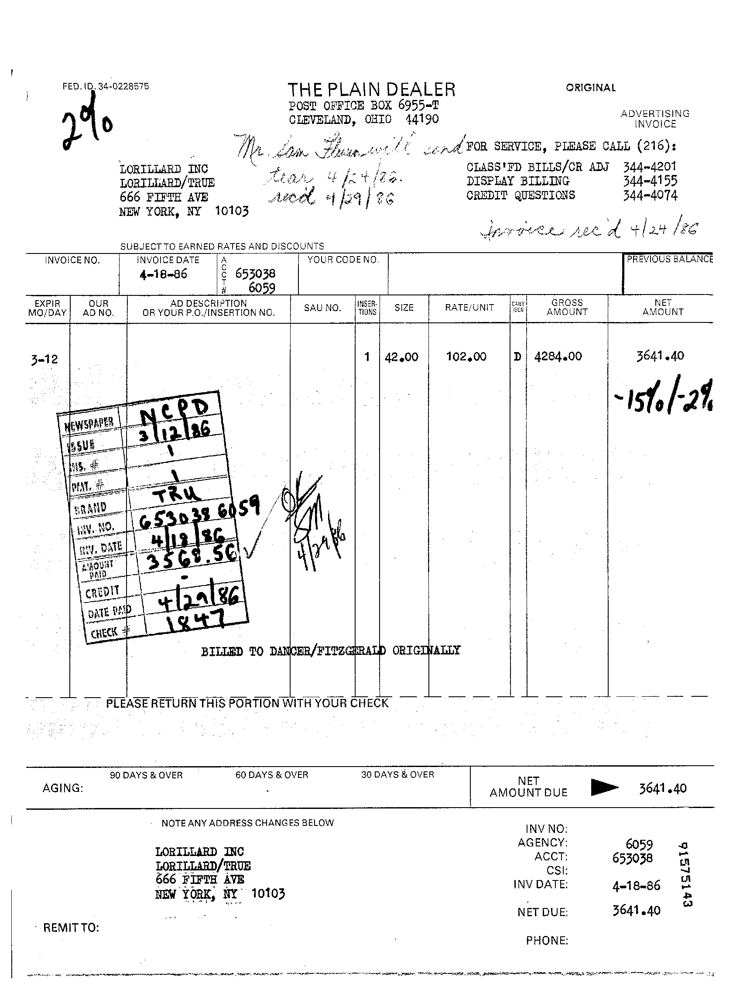 FED. ID. 34-0228575
THE PLAIN DEALER
ORIGINAL
POST OFFICE BOX 6955-T
CLEVELAND, OHIO 44190
ADVERTISING
INVOICE
2%
Mr. Sam will send
tear 4/24/86.
rec'd 4/29/86
FOR SERVICE, PLEASE CALL (216):
CLASS'FD BILLS/CR ADJ 344-4201
DISPLAY BILLING 344-4155
CREDIT QUESTIONS 344-4074
LORILLARD INC
LORILLARD/TRUE
666 FIFTH AVE
NEW YORK, NY 10103
Invoice rec'd 4/24/86
SUBJECT TO EARNED RATES AND DISCOUNTS
INVOICE NO. INVOICE DATE ACCT# YOUR CODE NO. PREVIOUS BALANCE
4-18-86 653038
6059
EXPIR MO/DAY OUR AD NO. AD DESCRIPTION OR YOUR P.O./INSERTION NO. SAU NO. INSER-TIONS SIZE RATE/UNIT GROSS AMOUNT NET AMOUNT
3-12 1 42.00 102.00 D 4284.00 3641.40
-15%/-2%
NEWSPAPER NCPD
ISSUE 3/12/86
INS. # 1
PMT. # 1
BRAND TRU
INV. NO. 653038 6059
INV. DATE 4/18/86
AMOUNT PAID 3568.56
CREDIT -
DATE PAID 4/29/86
CHECK # 1847
OK
SM
4/29/86
BILLED TO DANCER/FITZGERALD ORIGINALLY
PLEASE RETURN THIS PORTION WITH YOUR CHECK
AGING: 90 DAYS & OVER 60 DAYS & OVER 30 DAYS & OVER
NET AMOUNT DUE 3641.40
NOTE ANY ADDRESS CHANGES BELOW
LORILLARD INC
LORILLARD/TRUE
666 FIFTH AVE
NEW YORK, NY 10103
INV NO:
AGENCY: 6059
ACCT: 653038
CSI:
INV DATE: 4-18-86
NET DUE: 3641.40
PHONE:
REMIT TO:
91575143